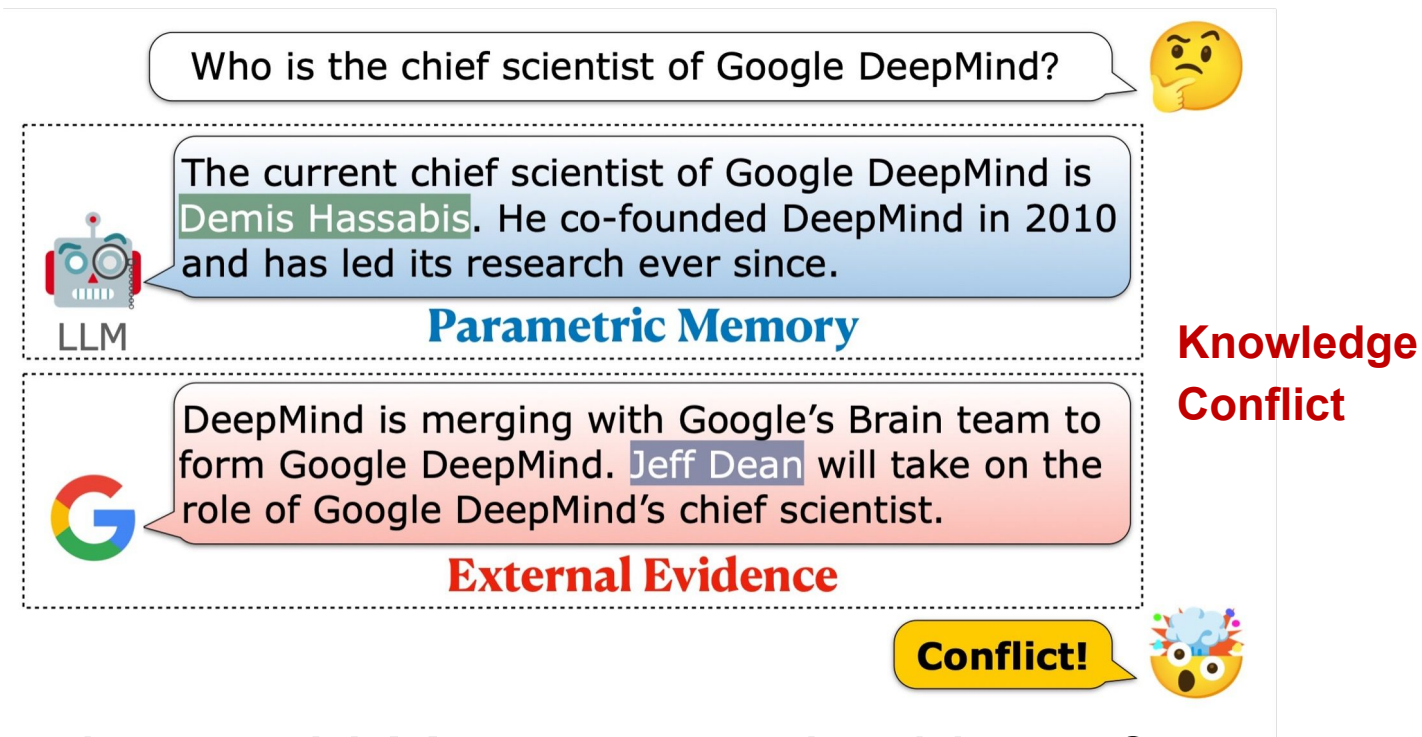 Who is the chief scientist of Google DeepMind?
The current chief scientist of Google DeepMind is
Demis Hassabis. He co-founded DeepMind in 2010
and has led its research ever since.
LLM
Parametric Memory
Knowledge
Conflict
DeepMind is merging with Google’s Brain team to
form Google DeepMind. Jeff Dean will take on the
role of Google DeepMind’s chief scientist.
External Evidence
Conflict!